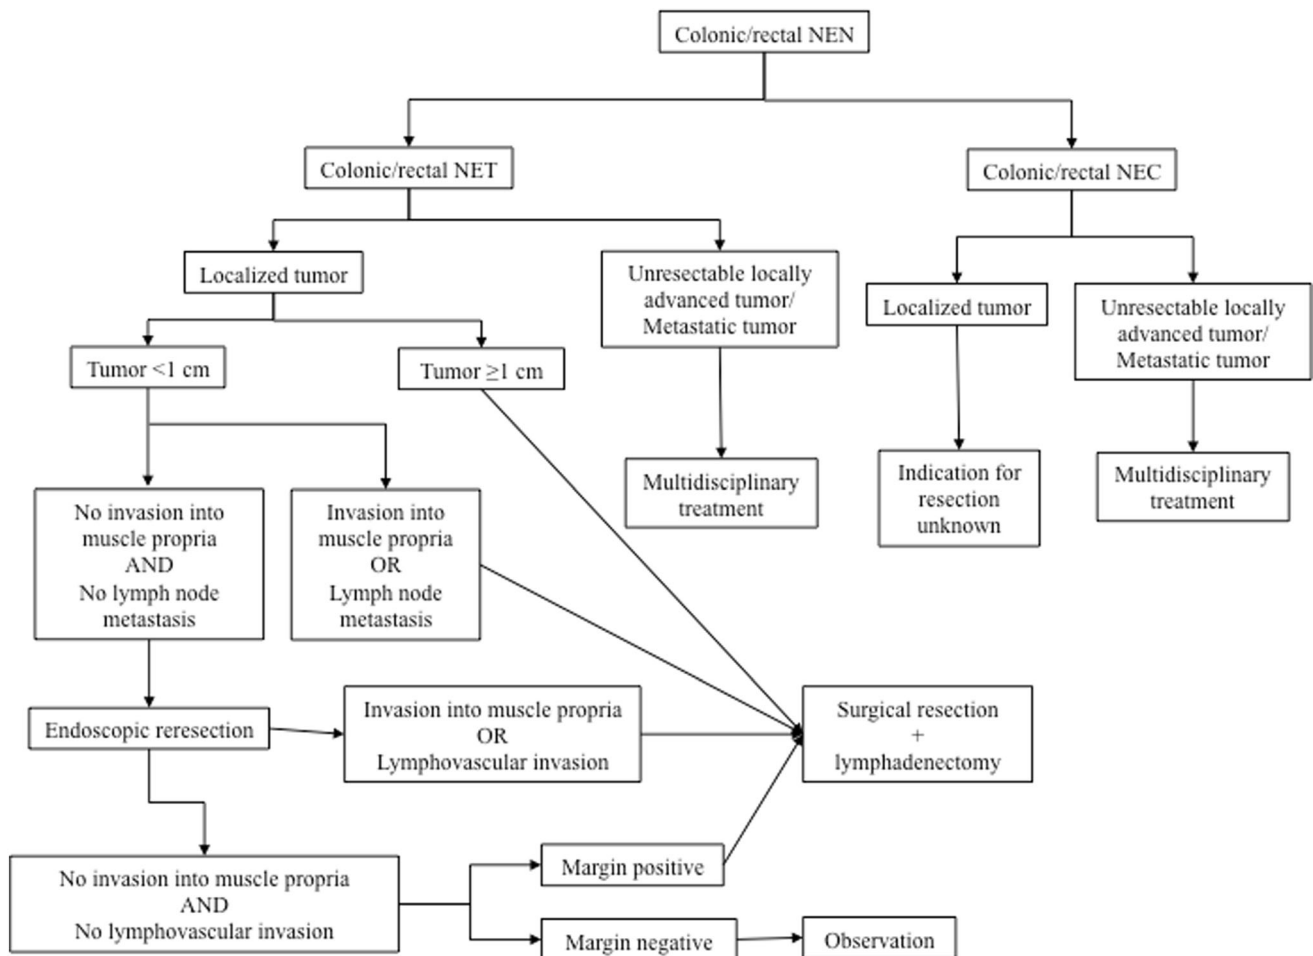 Colonic/rectal NEN
Colonic/rectal NET
Colonic/rectal NEC
Localized tumor
Unresectable locally
advanced tumor/
Metastatic tumor
Localized tumor
Unresectable locally
advanced tumor/
Metastatic tumor
Tumor <1 cm
Tumor ≥1 cm
Multidisciplinary
treatment
Indication for
resection
unknown
Multidisciplinary
treatment
No invasion into
muscle propria
AND
No lymph node
metastasis
Invasion into
muscle propria
OR
Lymph node
metastasis
Endoscopic reresection
Invasion into muscle propria
OR
Lymphovascular invasion
Surgical resection
+
lymphadenectomy
No invasion into muscle propria
AND
No lymphovascular invasion
Margin positive
Margin negative
Observation